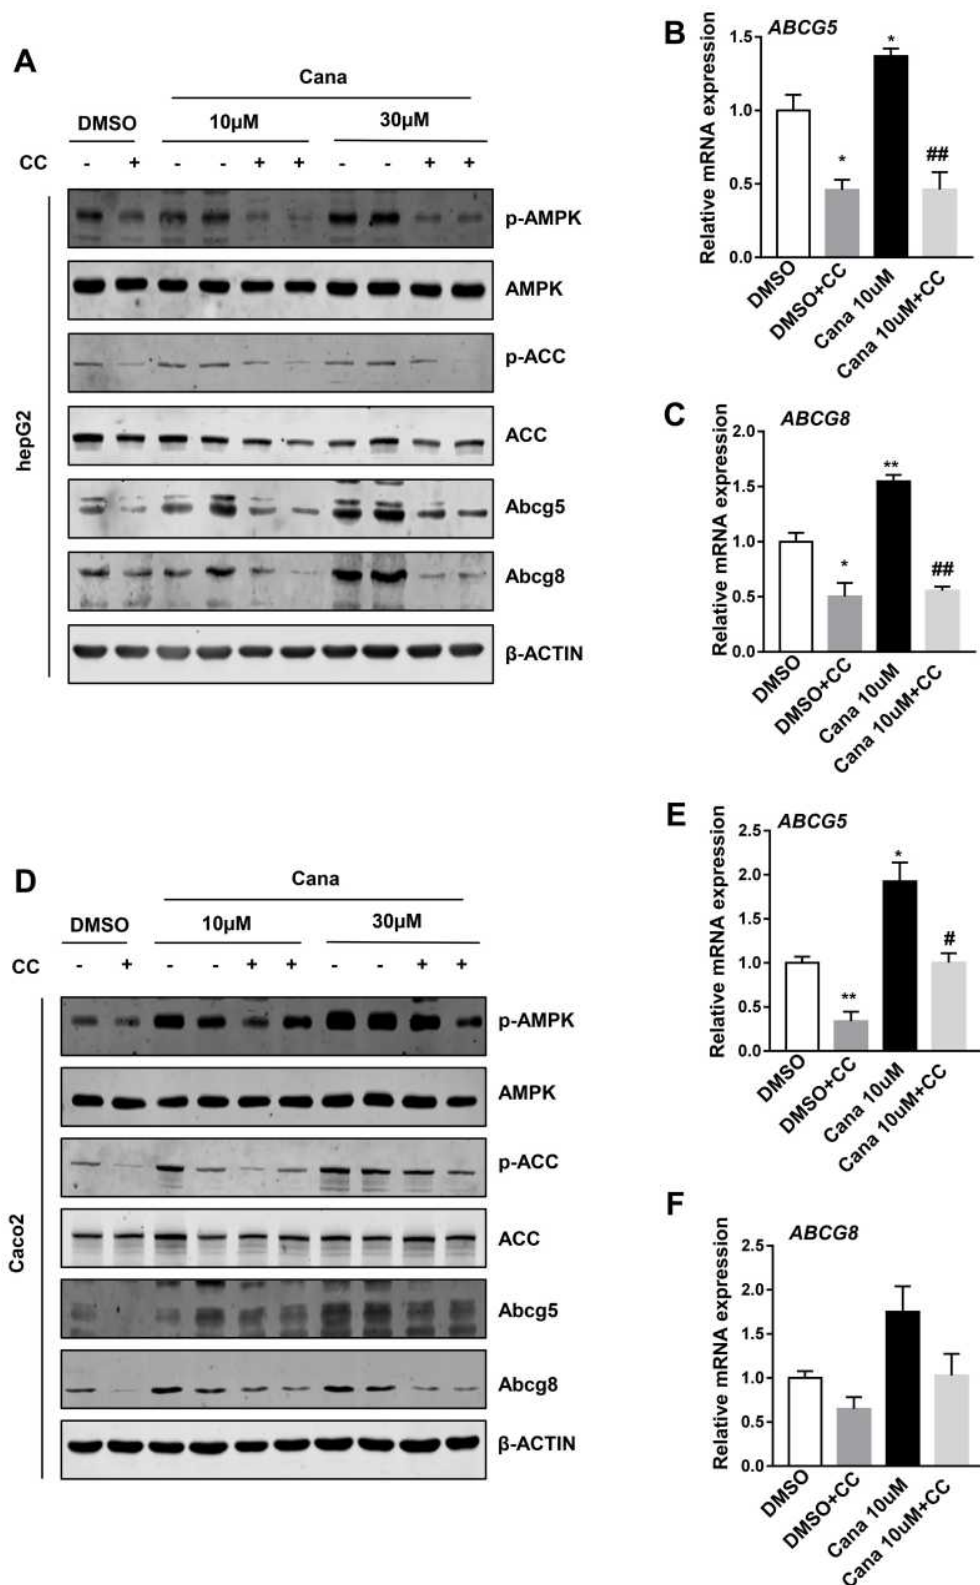 A
Cana
DMSO 10μM 30μM
CC - + - - + + - - + +
p-AMPK
AMPK
p-ACC
ACC
Abcg5
Abcg8
β-ACTIN
hepG2
B
ABCG5
Relative mRNA expression
1.5
1.0
0.5
0.0
* * ##
DMSO
DMSO+CC
Cana 10uM
Cana 10uM+CC
C
ABCG8
Relative mRNA expression
2.0
1.5
1.0
0.5
0.0
* ** ##
DMSO
DMSO+CC
Cana 10uM
Cana 10uM+CC
D
Cana
DMSO 10μM 30μM
CC - + - - + + - - + +
p-AMPK
AMPK
p-ACC
ACC
Abcg5
Abcg8
β-ACTIN
Caco2
E
ABCG5
Relative mRNA expression
2.5
2.0
1.5
1.0
0.5
0.0
** * #
DMSO
DMSO+CC
Cana 10uM
Cana 10uM+CC
F
ABCG8
Relative mRNA expression
2.5
2.0
1.5
1.0
0.5
0.0
DMSO
DMSO+CC
Cana 10uM
Cana 10uM+CC